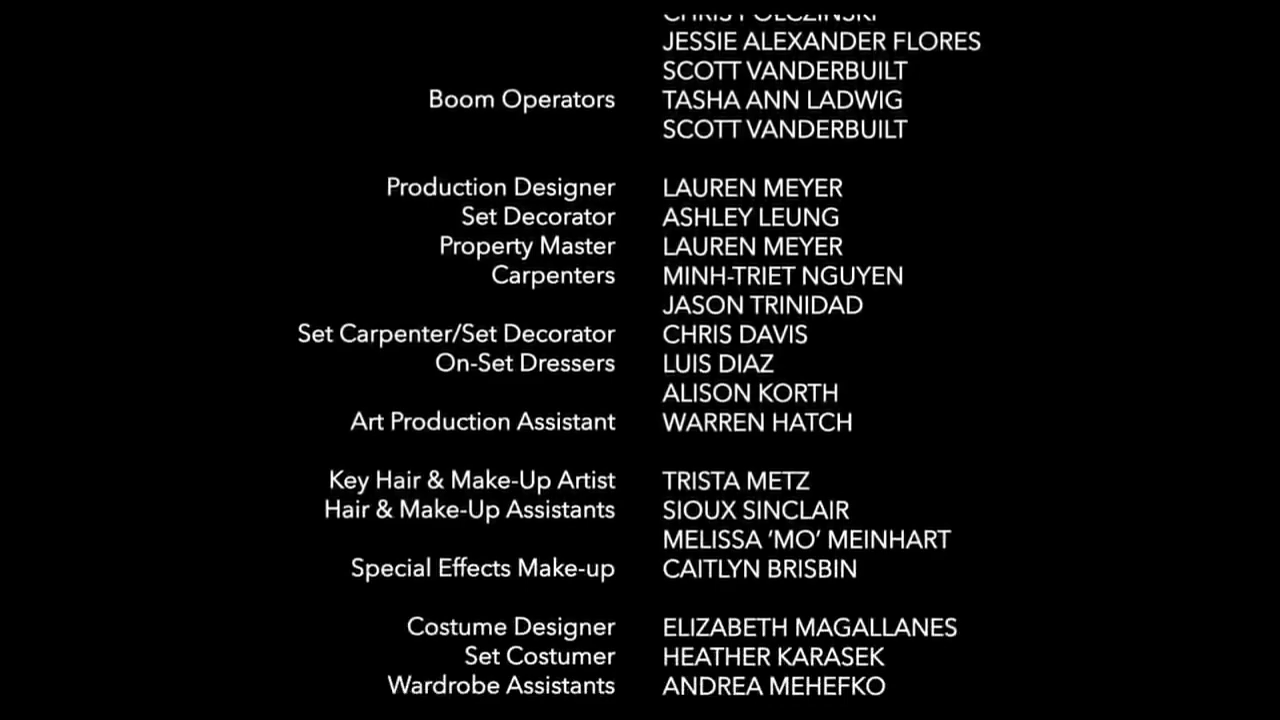 JESSIE ALEXANDER FLORES
SCOTT VANDERBUILT
Boom Operators TASHA ANN LADWIG
SCOTT VANDERBUILT
Production Designer LAUREN MEYER
Set Decorator ASHLEY LEUNG
Property Master LAUREN MEYER
Carpenters MINH-TRIET NGUYEN
JASON TRINIDAD
Set Carpenter/Set Decorator CHRIS DAVIS
On-Set Dressers LUIS DIAZ
ALISON KORTH
Art Production Assistant WARREN HATCH
Key Hair & Make-Up Artist TRISTA METZ
Hair & Make-Up Assistants SIOUX SINCLAIR
MELISSA ‘MO’ MEINHART
Special Effects Make-up CAITLYN BRISBIN
Costume Designer ELIZABETH MAGALLANES
Set Costumer HEATHER KARASEK
Wardrobe Assistants ANDREA MEHEFKO